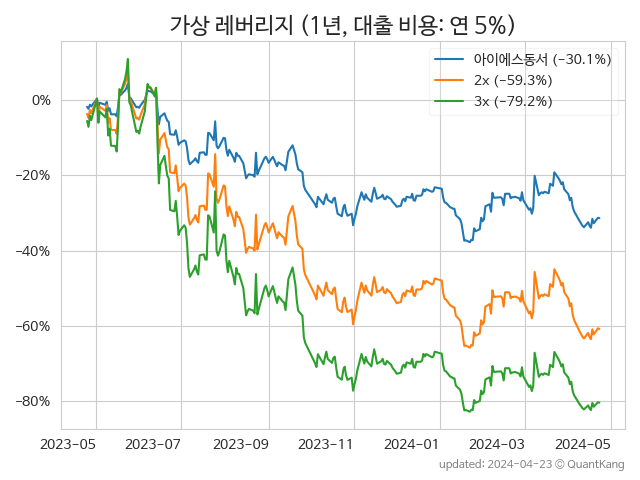 가상 레버리지 (1년, 대출 비용: 연 5%)
아이에스동서 (−30.1%)
2x (−59.3%)
3x (−79.2%)
0%
−20%
−40%
−60%
−80%
2023−05 2023−07 2023−09 2023−11 2024−01 2024−03 2024−05
updated: 2024−04−23 © QuantKang